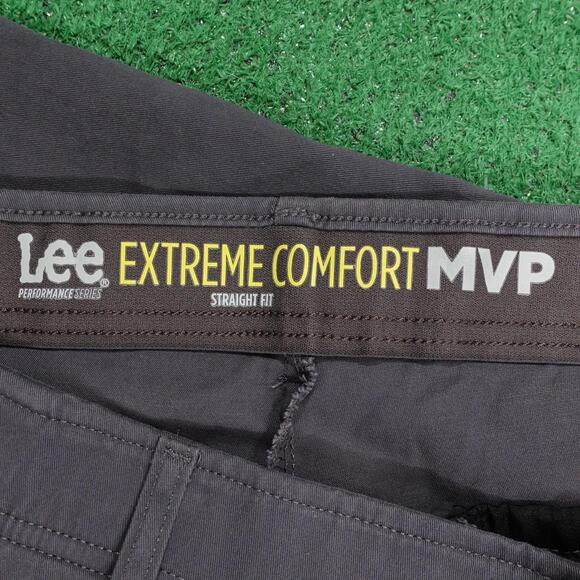 Lee® EXTREME COMFORT MVP
PERFORMANCE SERIES STRAIGHT FIT